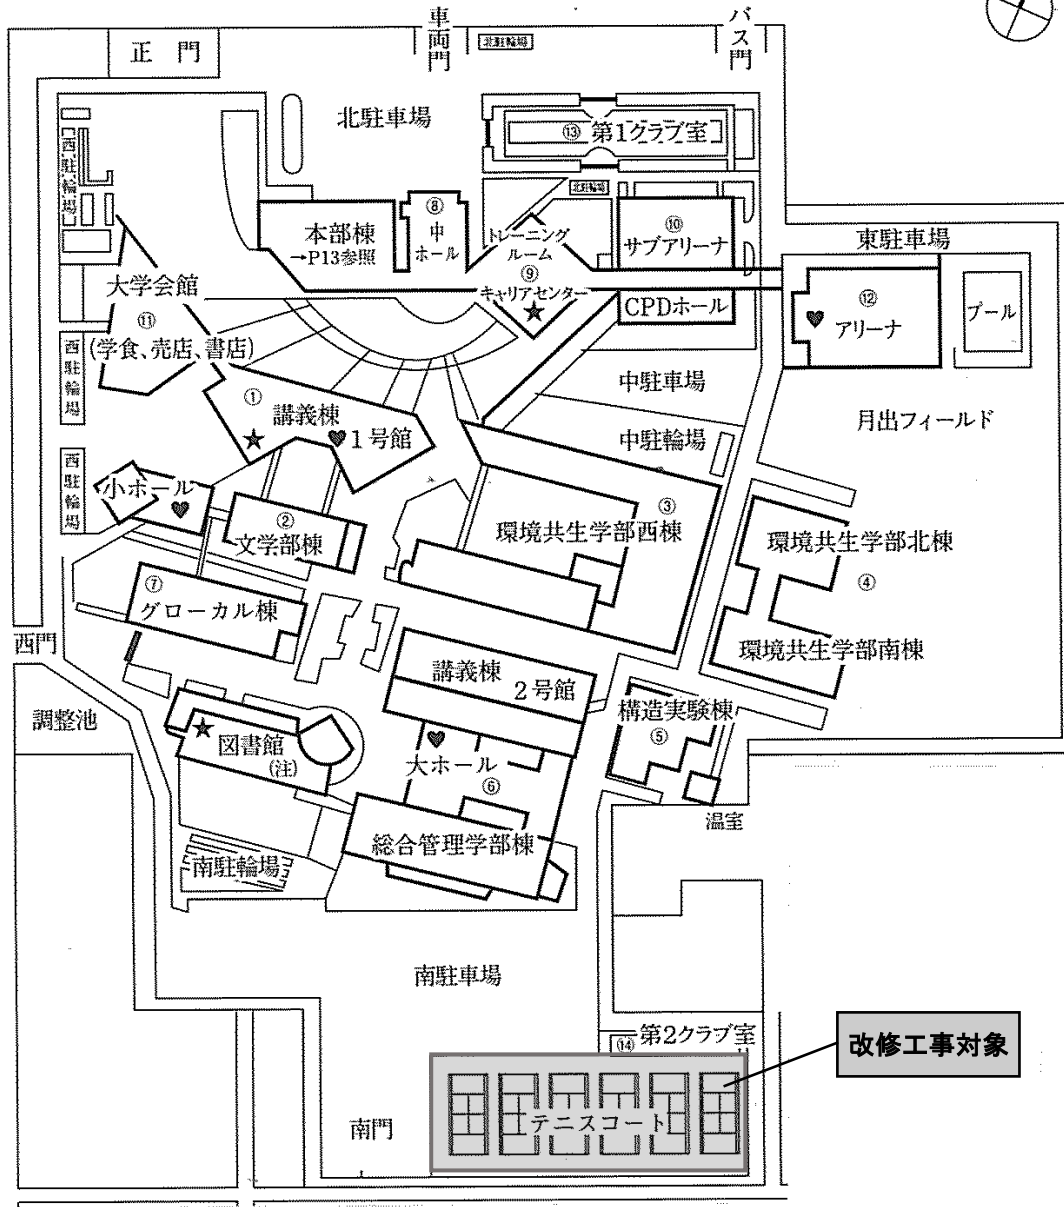 正門
車両門
北駐輪場
バス門
北駐車場
⑬ 第1クラブ室
西駐輪場
北駐輪場
本部棟
→P13参照
⑧
中
ホール
トレーニング
ルーム
⑨
キャリアセンター
★
⑩
サブアリーナ
CPDホール
東駐車場
⑫
♥ アリーナ
プール
大学会館
⑪
(学食、売店、書店)
西駐輪場
中駐車場
中駐輪場
月出フィールド
①
講義棟
★ ♥ 1号館
西駐輪場
小ホール
♥
②
文学部棟
③
環境共生学部西棟
環境共生学部北棟
④
環境共生学部南棟
⑦
グローカル棟
西門
講義棟
2号館
調整池
★ 図書館
(注)
♥
大ホール
⑥
構造実験棟
⑤
温室
総合管理学部棟
南駐輪場
南駐車場
⑭ 第2クラブ室
改修工事対象
テニスコート
南門